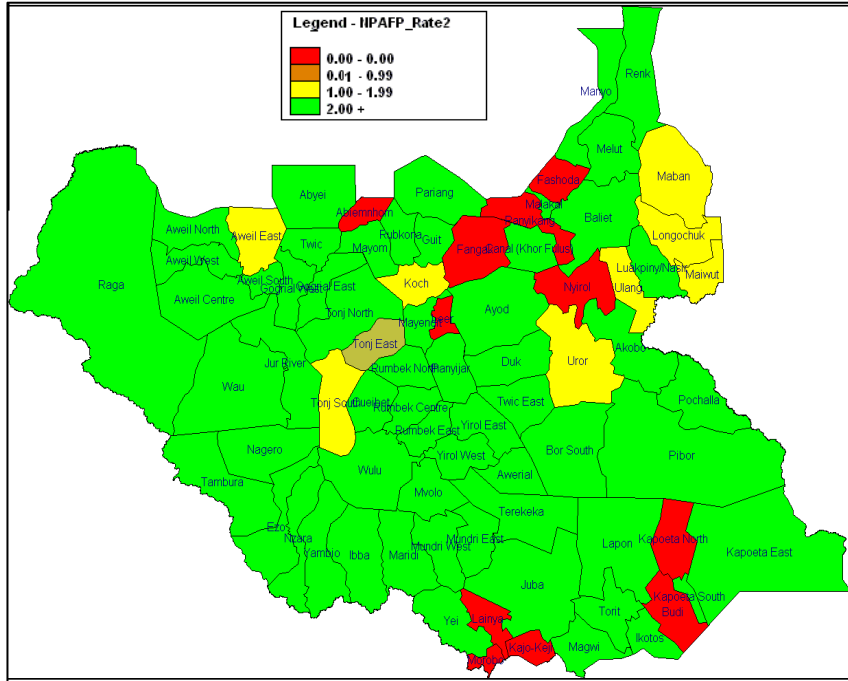 Legend - NPAFP_Rate2
0.00 - 0.00
0.01 - 0.99
1.00 - 1.99
2.00 +
Renk
Manyo
Melut
Maban
Fashoda
Abyei
Pariang
Abiemnhom
Malakal
Panyikang
Baliet
Aweil North
Aweil East
Twic
Mayom
Rubkona
Guit
Fangak
Canal (Khor Fulus)
Longochuk
Aweil West
Luakpiny/Nasir
Maiwut
Raga
Aweil South
Gogrial West
Gogrial East
Koch
Nyirol
Ulang
Aweil Centre
Tonj North
Mayendit
Leer
Ayod
Tonj East
Akobo
Jur River
Rumbek North
Panyijar
Duk
Uror
Wau
Tonj South
Cueibet
Rumbek Centre
Twic East
Pochalla
Rumbek East
Yirol East
Nagero
Yirol West
Bor South
Pibor
Tambura
Wulu
Awerial
Mvolo
Terekeka
Ezo
Nzara
Yambio
Ibba
Maridi
Mundri West
Mundri East
Lapon
Kapoeta North
Kapoeta East
Juba
Kapoeta South
Budi
Torit
Yei
Lainya
Ikotos
Kajo-Keji
Magwi
Morobo